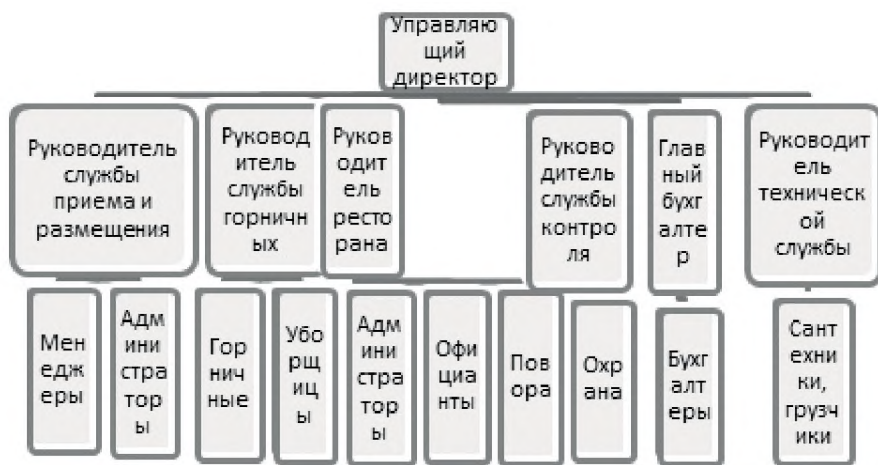 Управляю
щий
директор
Руководитель
службы
приема и
размещения
Руковод
итель
службы
горничн
ых
Руков
одит
ель
ресто
рана
Руково
дитель
службы
контро
ля
Глав
ный
бухг
алте
р
Руководит
ель
техническ
ой
службы
Мен
еджж
еры
Адм
ини
стра
тор
ы
Гор
ничн
ые
Убо
рщ
иц
ы
Адм
ини
стра
тор
ы
Офи
циа
нты
Пов
ора
Охр
ана
Бухг
алт
еры
Сант
ехни
ки,
грузч
ики